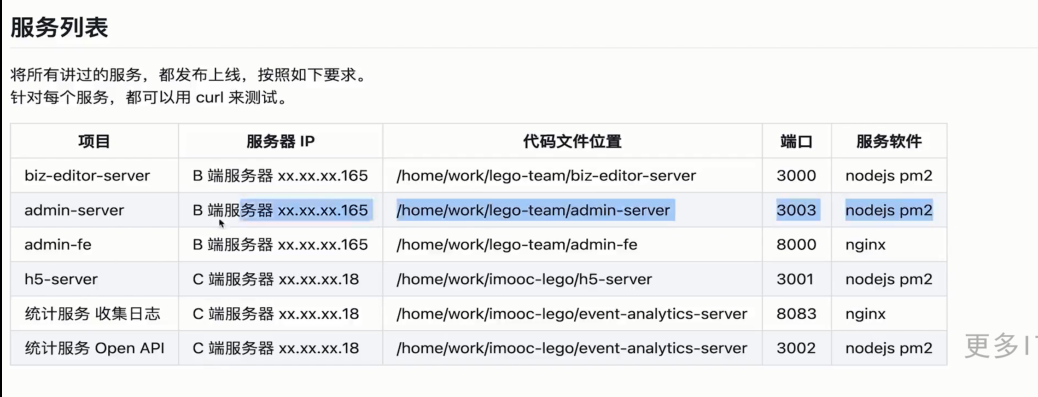 服务列表
将所有讲过的服务，都发布上线，按照如下要求。
针对每个服务，都可以用 curl 来测试。
项目 服务器 IP 代码文件位置 端口 服务软件
biz-editor-server B 端服务器 xx.xx.xx.165 /home/work/lego-team/biz-editor-server 3000 nodejs pm2
admin-server B 端服务器 xx.xx.xx.165 /home/work/lego-team/admin-server 3003 nodejs pm2
admin-fe B 端服务器 xx.xx.xx.165 /home/work/lego-team/admin-fe 8000 nginx
h5-server C 端服务器 xx.xx.xx.18 /home/work/imooc-lego/h5-server 3001 nodejs pm2
统计服务 收集日志 C 端服务器 xx.xx.xx.18 /home/work/imooc-lego/event-analytics-server 8083 nginx
统计服务 Open API C 端服务器 xx.xx.xx.18 /home/work/imooc-lego/event-analytics-server 3002 nodejs pm2
更多IT